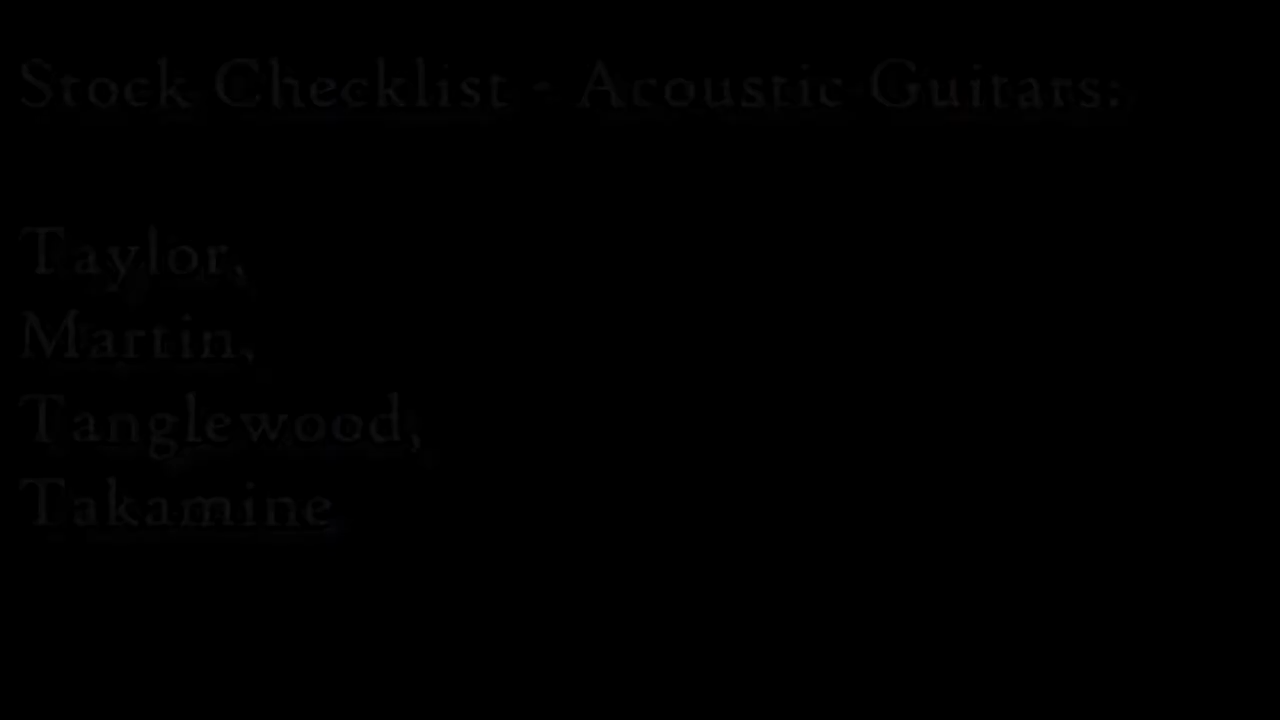 Stock Checklist - Acoustic Guitars:
Taylor,
Martin,
Tanglewood,
Takamine